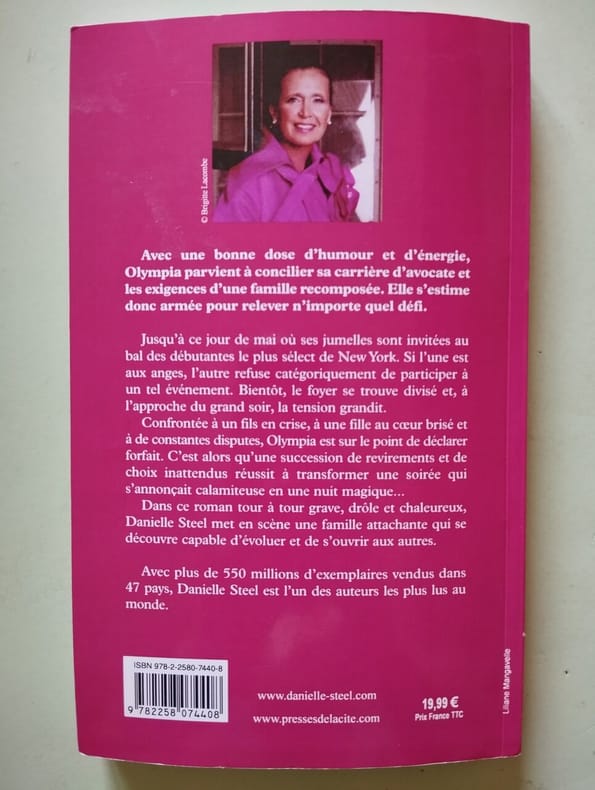 © Brigitte Lacombe
Avec une bonne dose d'humour et d'énergie,
Olympia parvient à concilier sa carrière d'avocate et
les exigences d'une famille recomposée. Elle s'estime
donc armée pour relever n'importe quel défi.
Jusqu'à ce jour de mai où ses jumelles sont invitées au
bal des débutantes le plus sélect de New York. Si l'une est
aux anges, l'autre refuse catégoriquement de participer à
un tel événement. Bientôt, le foyer se trouve divisé et, à
l'approche du grand soir, la tension grandit.
Confrontée à un fils en crise, à une fille au cœur brisé et
à de constantes disputes, Olympia est sur le point de déclarer
forfait. C'est alors qu'une succession de revirements et de
choix inattendus réussit à transformer une soirée qui
s'annonçait calamiteuse en une nuit magique...
Dans ce roman tour à tour grave, drôle et chaleureux,
Danielle Steel met en scène une famille attachante qui se
découvre capable d'évoluer et de s'ouvrir aux autres.
Avec plus de 550 millions d'exemplaires vendus dans
47 pays, Danielle Steel est l'un des auteurs les plus lus au
monde.
ISBN 978-2-2580-7440-8
9 782258 074408
www.danielle-steel.com
www.pressesdelacite.com
19,99 €
Prix France TTC
Liliane Mangavelle